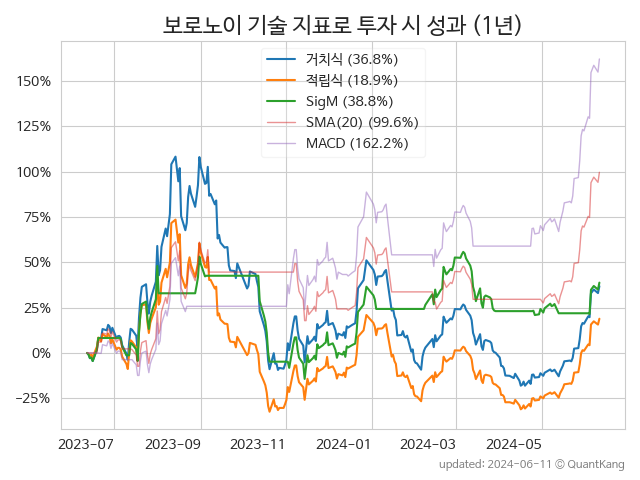 보로노이 기술 지표로 투자 시 성과 (1년)
거치식 (36.8%)
적립식 (18.9%)
SigM (38.8%)
SMA(20) (99.6%)
MACD (162.2%)
150%
125%
100%
75%
50%
25%
0%
−25%
2023-07
2023-09
2023-11
2024-01
2024-03
2024-05
updated: 2024-06-11 © QuantKang